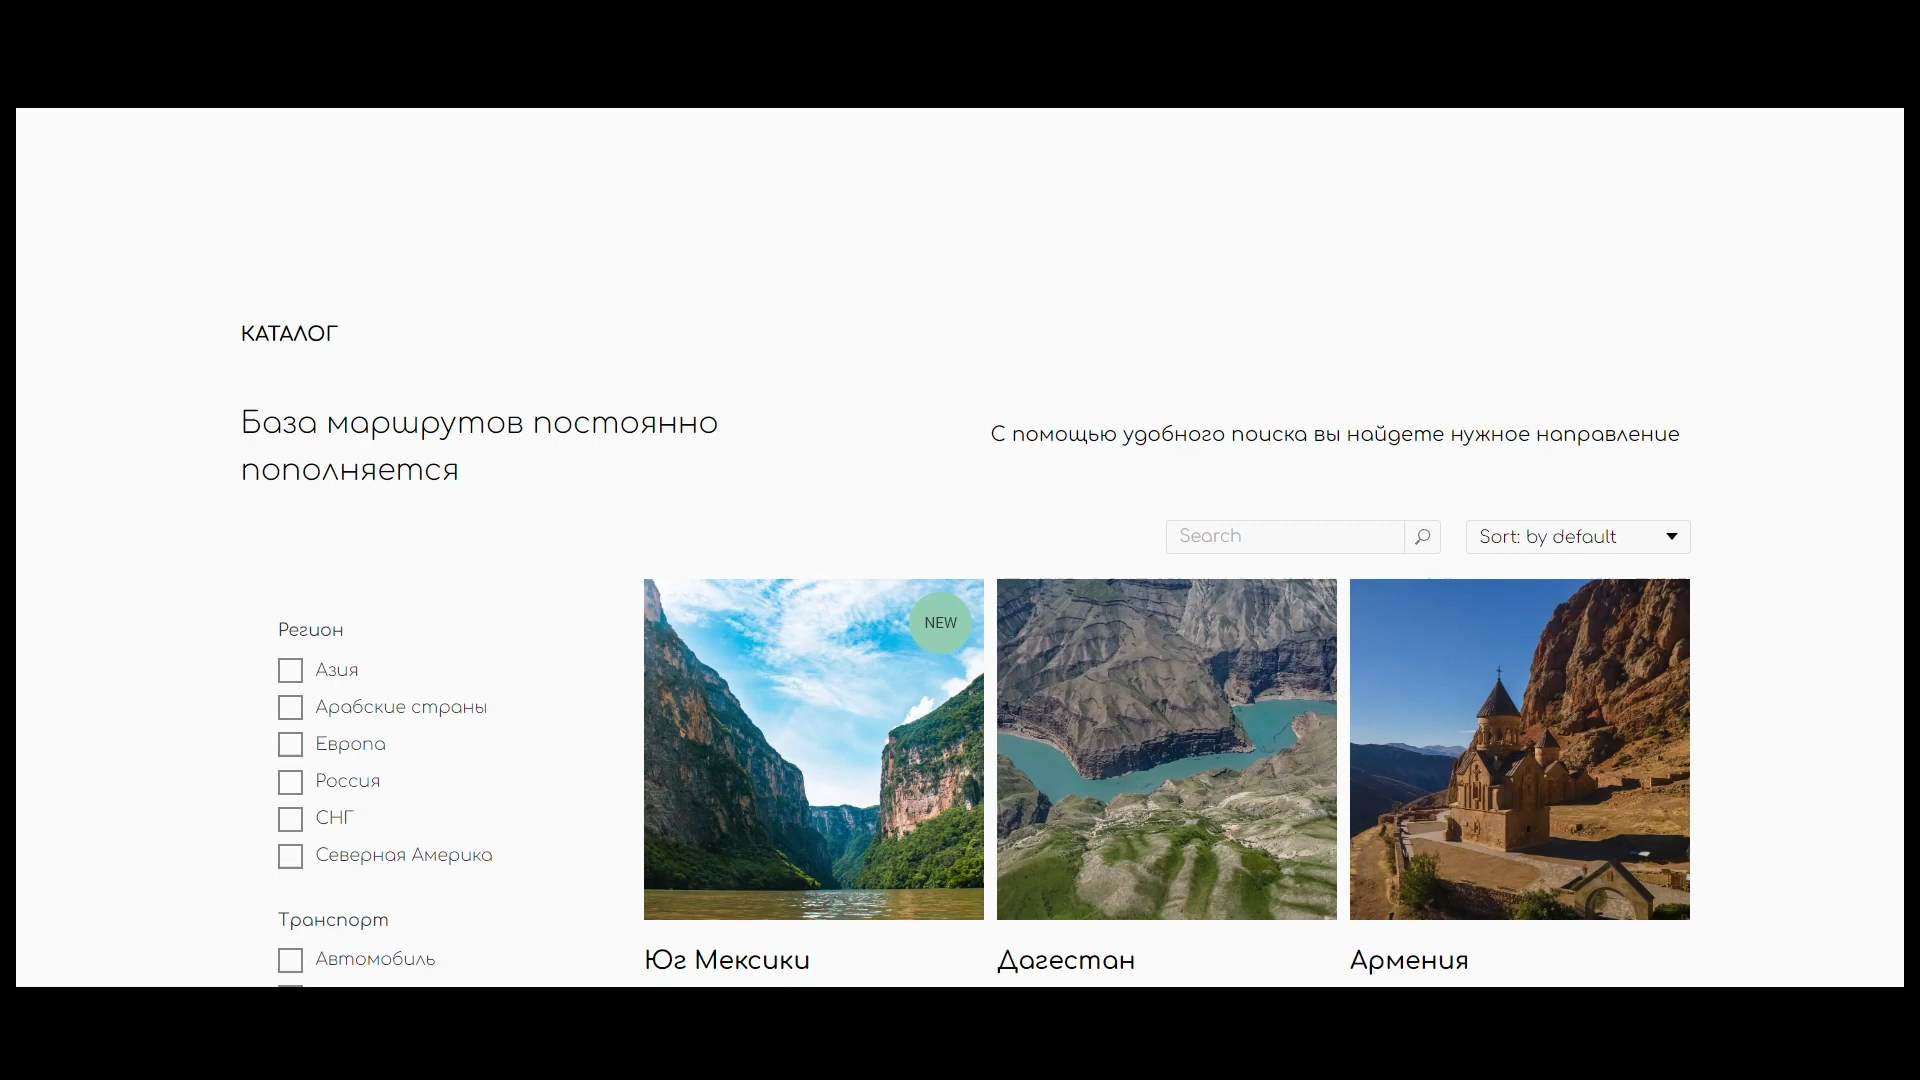 КАТАЛОГ
База маршрутов постоянно
пополняется
С помощью удобного поиска вы найдете нужное направление
Search
Sort: by default
Регион
Азия
Арабские страны
Европа
Россия
СНГ
Северная Америка
Транспорт
Автомобиль
NEW
Юг Мексики
Дагестан
Армения